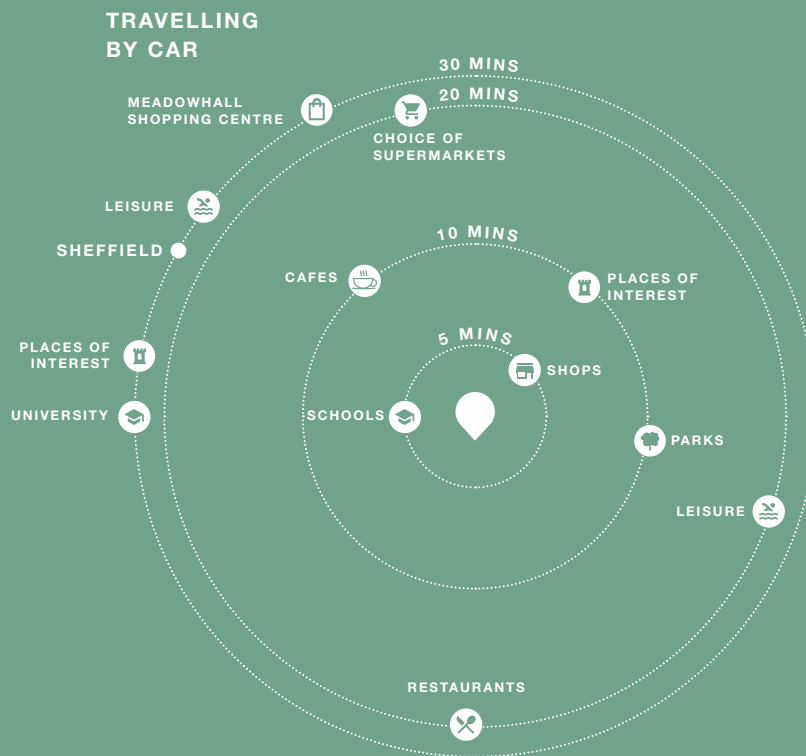 TRAVELLING
BY CAR
30 MINS
20 MINS
MEADOWHALL
SHOPPING CENTRE
CHOICE OF
SUPERMARKETS
LEISURE
10 MINS
SHEFFIELD
CAFES
PLACES OF
INTEREST
5 MINS
PLACES OF
INTEREST
SHOPS
UNIVERSITY
SCHOOLS
PARKS
LEISURE
RESTAURANTS